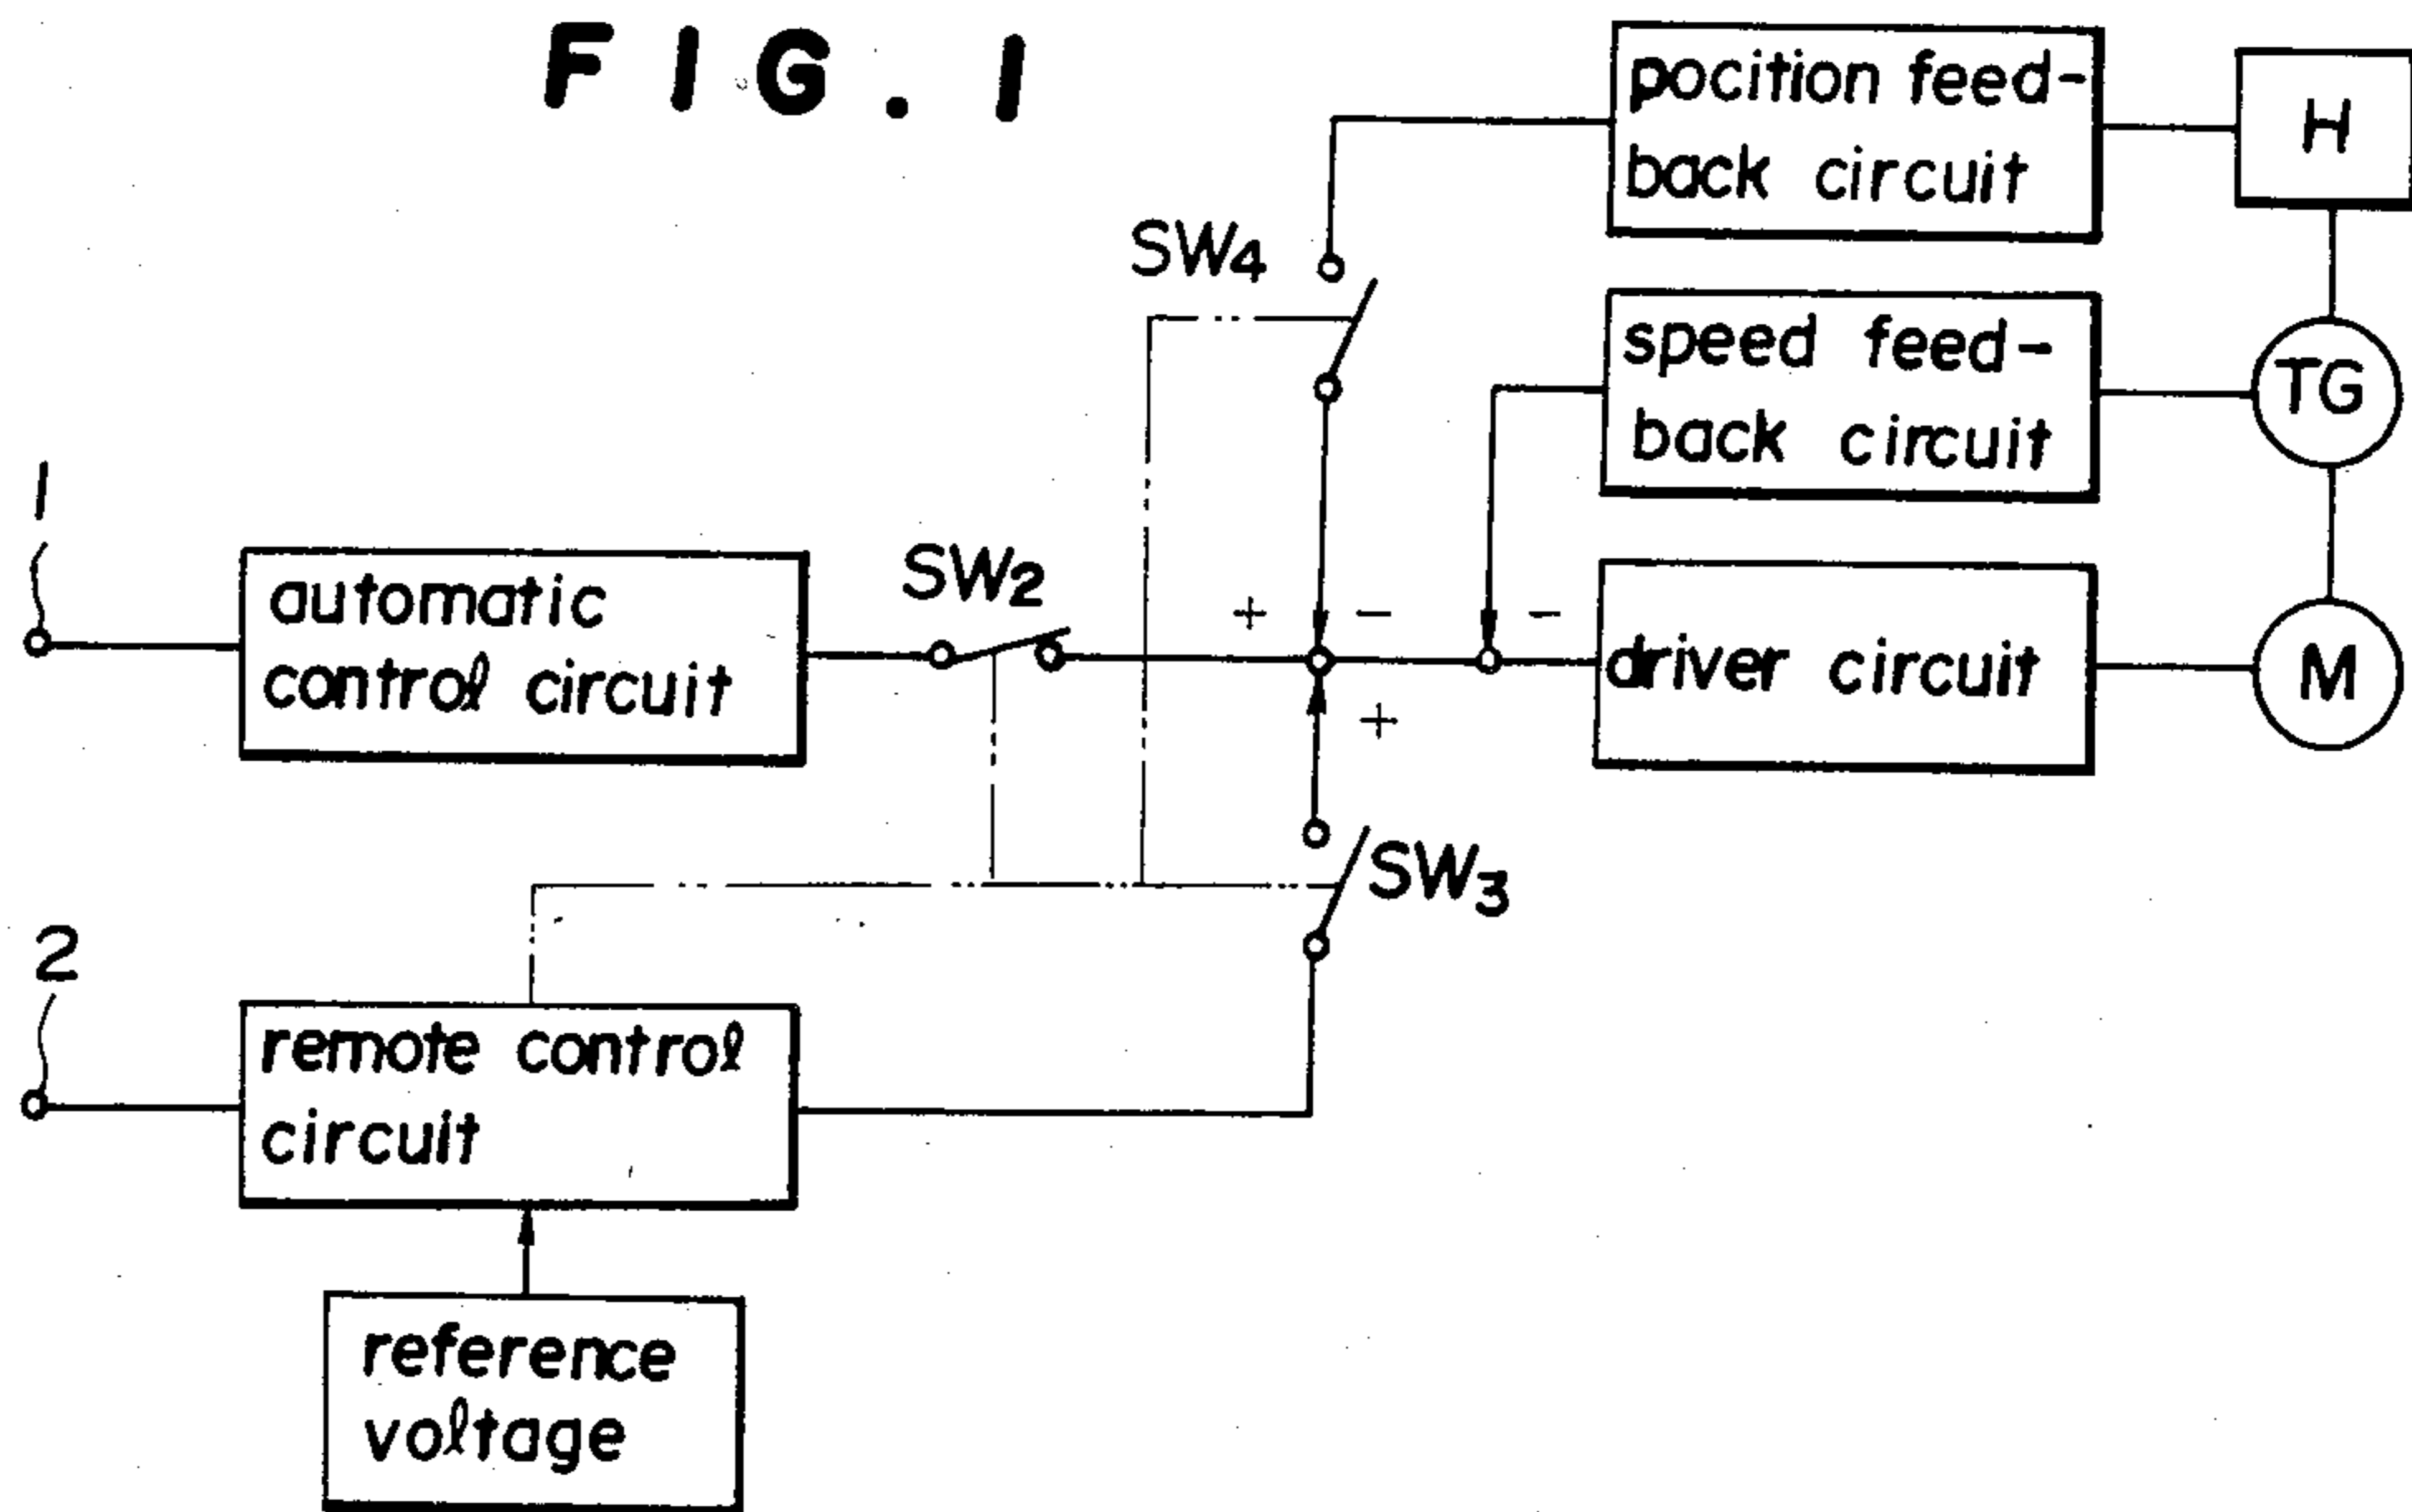 FIG. 1
pocition feed-
back circuit
H
SW4
speed feed-
back circuit
TG
1
automatic
control circuit
SW2
+
-
-
driver circuit
M
+
SW3
2
remote control
circuit
reference
voltage